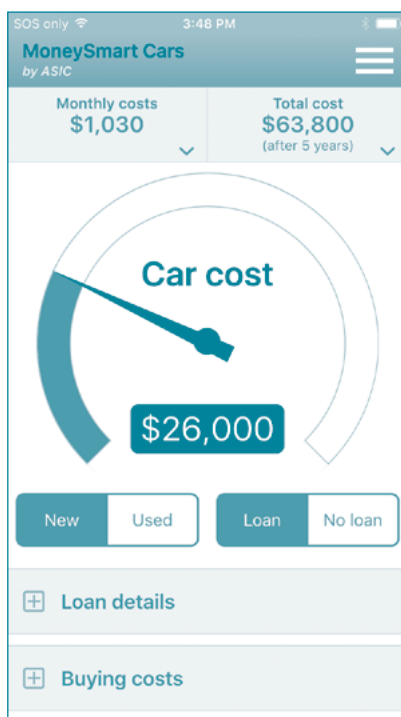 SOS only 3:48 PM
MoneySmart Cars
by ASIC
Monthly costs
$1,030
Total cost
$63,800
(after 5 years)
Car cost
$26,000
New Used Loan No loan
Loan details
Buying costs